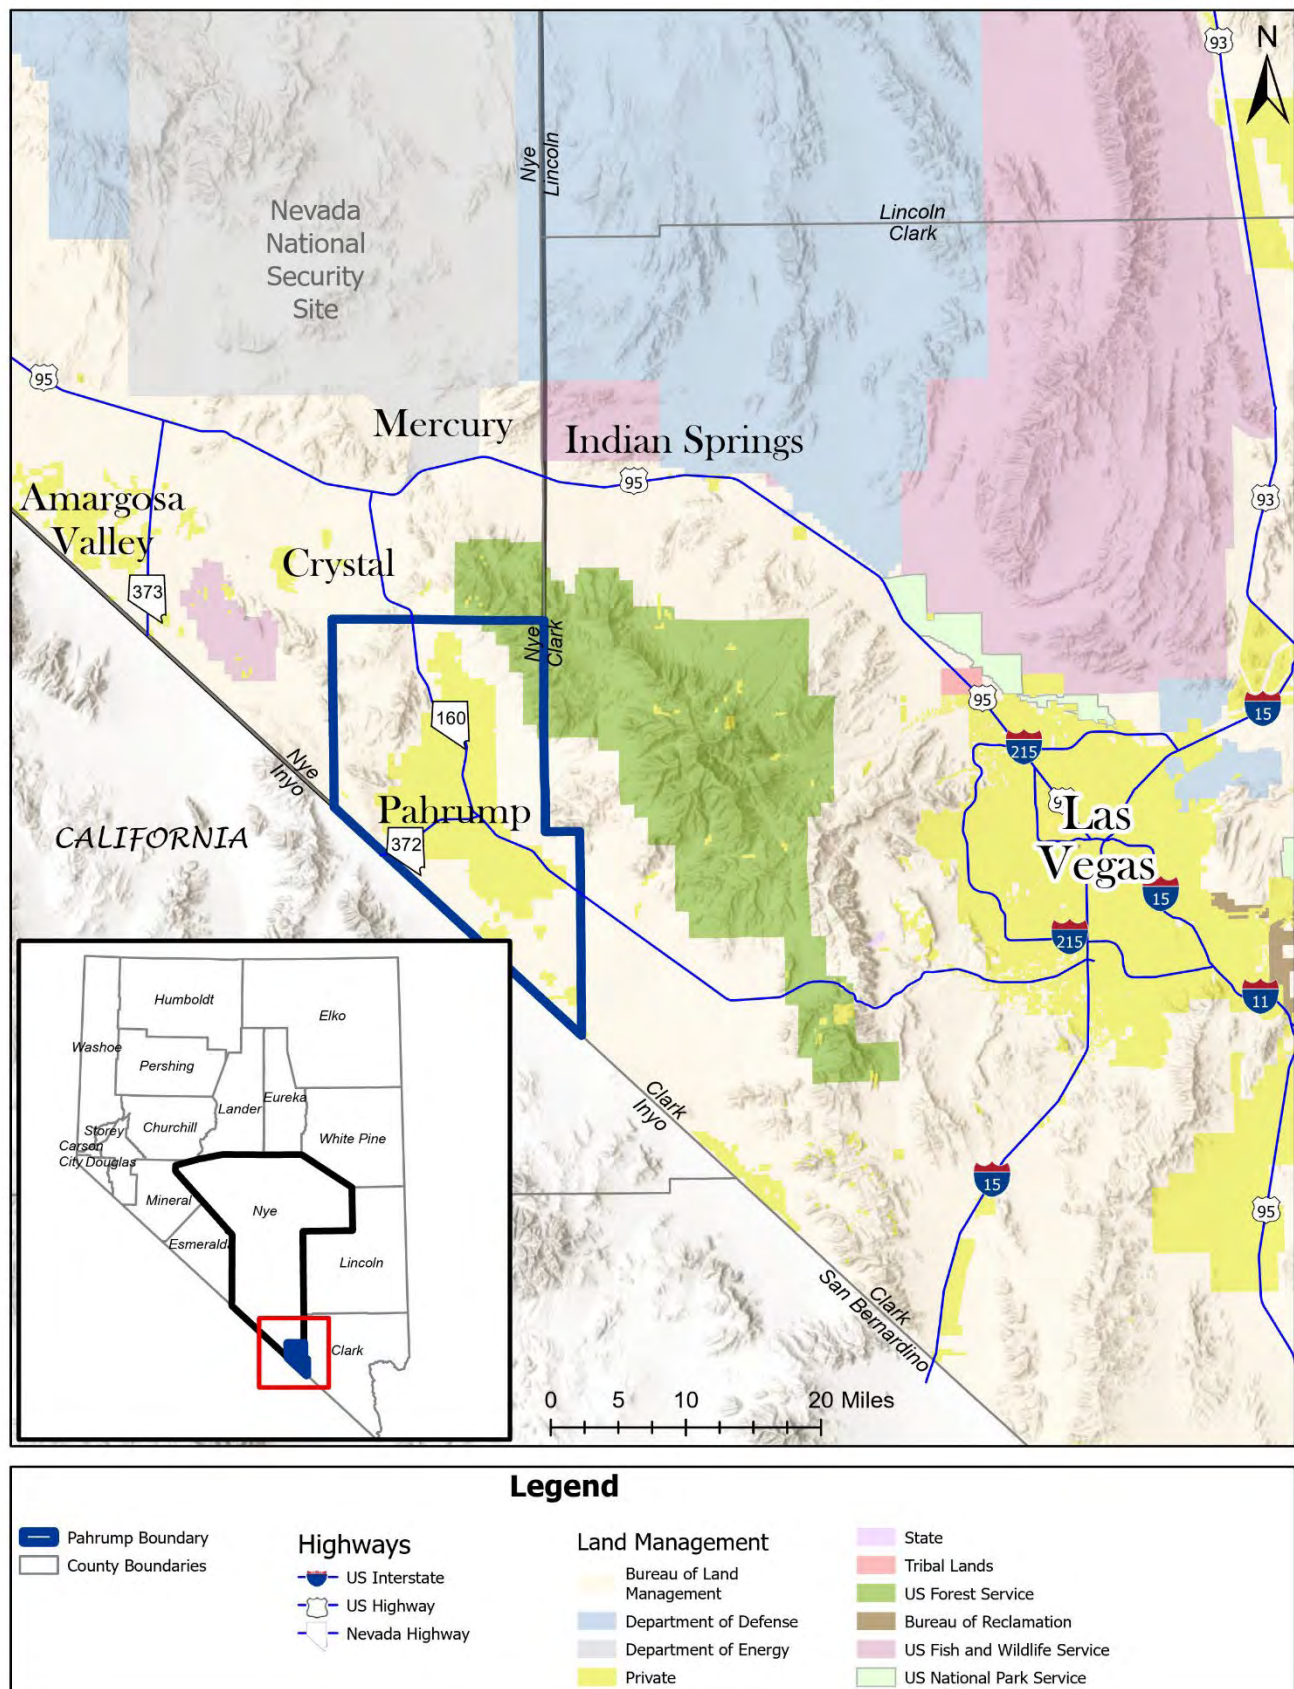 93
N
Nye
Lincoln
Lincoln
Clark
Nevada
National
Security
Site
95
Mercury
Indian Springs
95
93
Amargosa
Valley
Crystal
373
Nye
Clark
95
15
160
215
Nye
Inyo
Pahrump
372
CALIFORNIA
Las
Vegas
15
215
11
Clark
Inyo
15
95
Clark
San Bernardino
Humboldt
Elko
Washoe
Pershing
Lander
Eureka
Storey
Churchill
Carson
City
Douglas
White Pine
Mineral
Nye
Esmeralda
Lincoln
Clark
0 5 10 20 Miles
Legend
Pahrump Boundary
County Boundaries
Highways
US Interstate
US Highway
Nevada Highway
Land Management
Bureau of Land
Management
Department of Defense
Department of Energy
Private
State
Tribal Lands
US Forest Service
Bureau of Reclamation
US Fish and Wildlife Service
US National Park Service